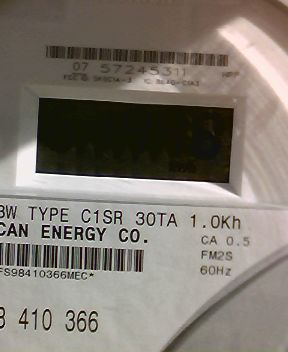 07 57245311
3W TYPE C1SR 30TA 1.0Kh
CAN ENERGY CO.
CA 0.5
FM2S
60Hz
FS98410366MEC*
8 410 366